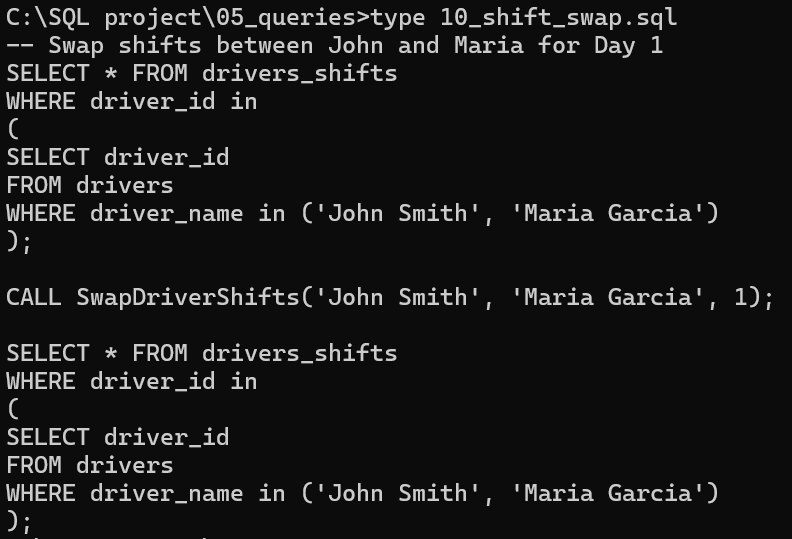 C:\SQL project\05_queries>type 10_shift_swap.sql
-- Swap shifts between John and Maria for Day 1
SELECT * FROM drivers_shifts
WHERE driver_id in
(
SELECT driver_id
FROM drivers
WHERE driver_name in ('John Smith', 'Maria Garcia')
);

CALL SwapDriverShifts('John Smith', 'Maria Garcia', 1);

SELECT * FROM drivers_shifts
WHERE driver_id in
(
SELECT driver_id
FROM drivers
WHERE driver_name in ('John Smith', 'Maria Garcia')
);